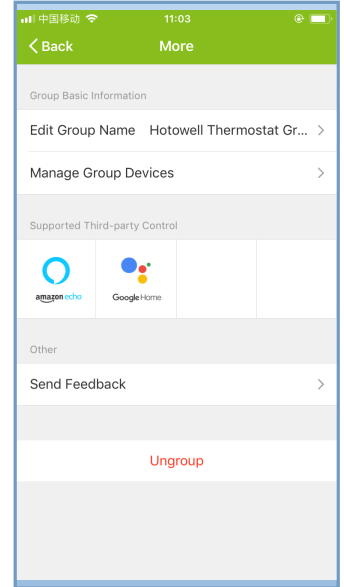 中国移动 11:03
Back More
Group Basic Information
Edit Group Name Hotowell Thermostat Gr...
Manage Group Devices
Supported Third-party Control
amazon echo Google Home
Other
Send Feedback
Ungroup